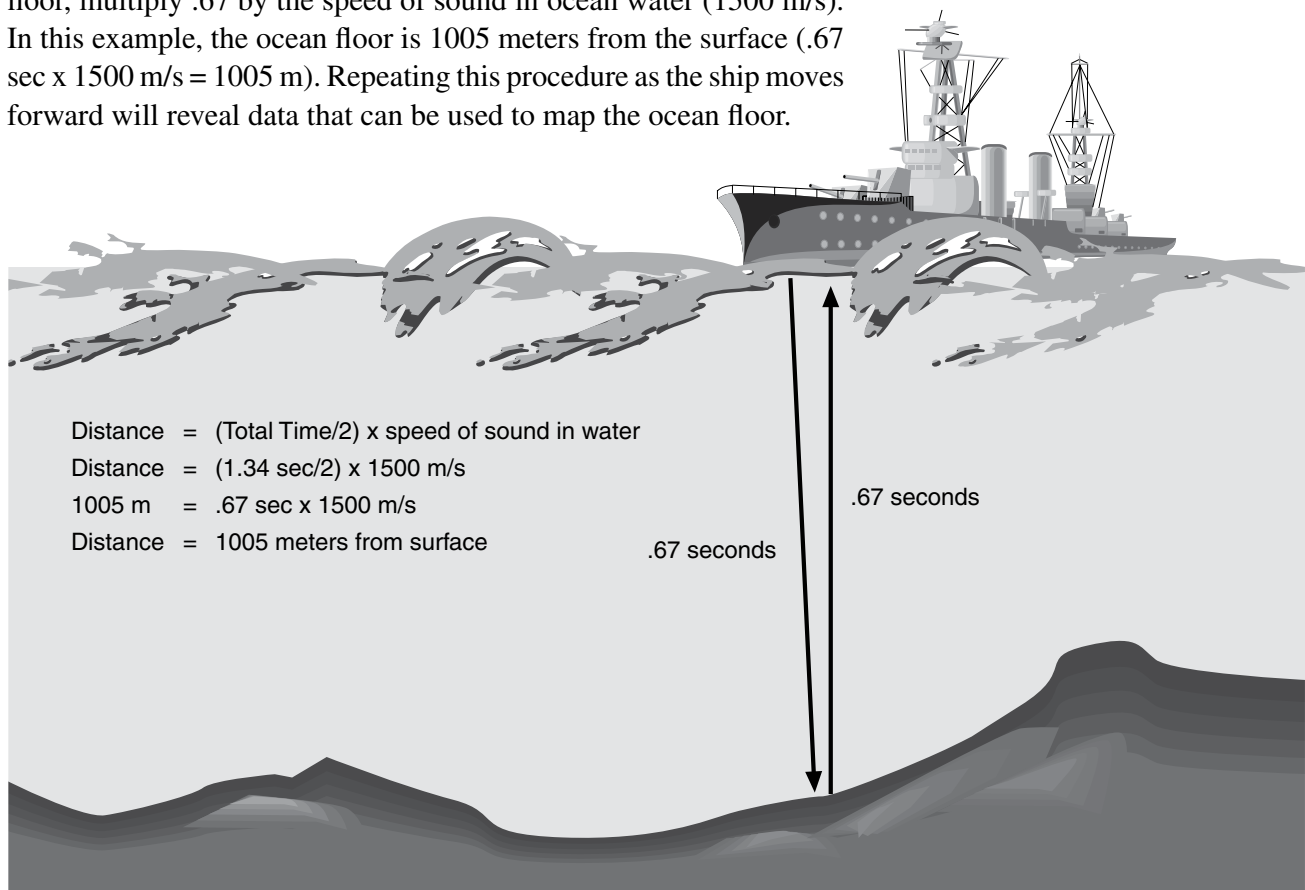 floor, multiply .67 by the speed of sound in ocean water (1500 m/s).
In this example, the ocean floor is 1005 meters from the surface (.67
sec x 1500 m/s = 1005 m). Repeating this procedure as the ship moves
forward will reveal data that can be used to map the ocean floor.
Distance = (Total Time/2) x speed of sound in water
Distance = (1.34 sec/2) x 1500 m/s
1005 m = .67 sec x 1500 m/s
Distance = 1005 meters from surface
.67 seconds
.67 seconds